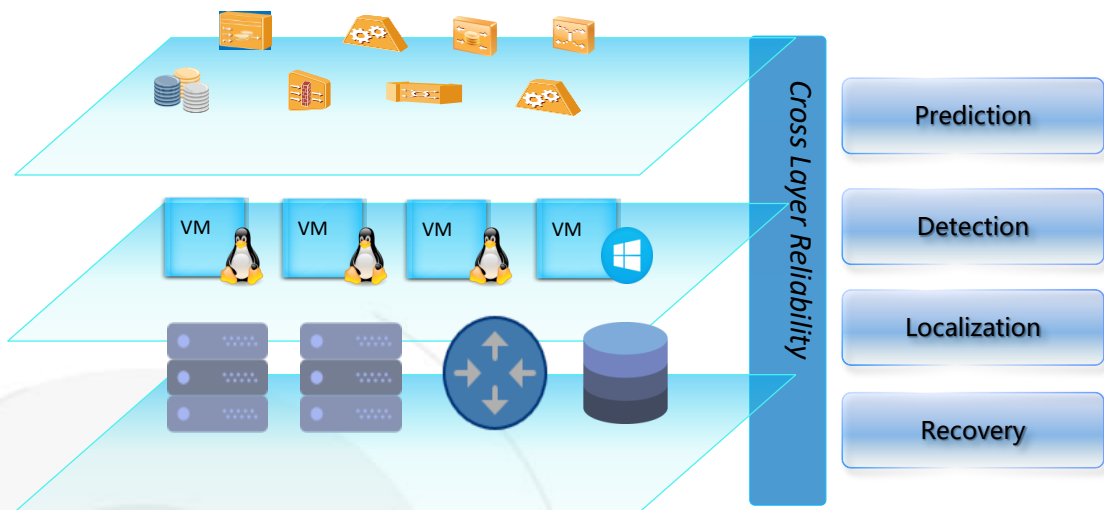 VM
VM
VM
VM
Cross Layer Reliability
Prediction
Detection
Localization
Recovery